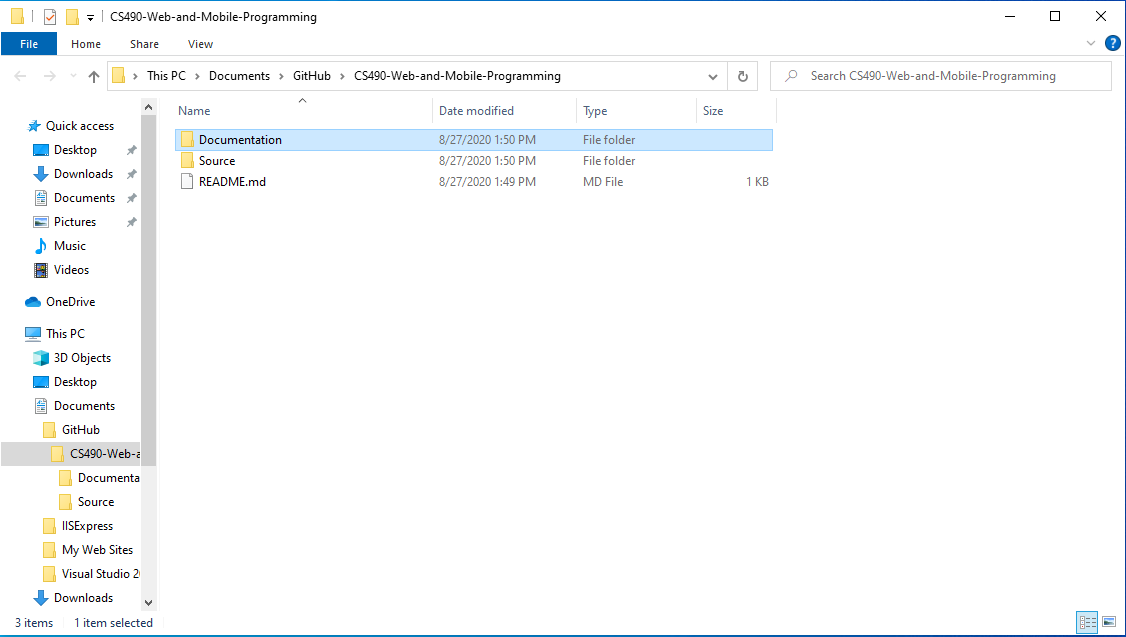 CS490-Web-and-Mobile-Programming
File Home Share View
This PC Documents GitHub CS490-Web-and-Mobile-Programming
Search CS490-Web-and-Mobile-Programming
Name Date modified Type Size
Documentation 8/27/2020 1:50 PM File folder
Source 8/27/2020 1:50 PM File folder
README.md 8/27/2020 1:49 PM MD File 1 KB
Quick access
Desktop
Downloads
Documents
Pictures
Music
Videos
OneDrive
This PC
3D Objects
Desktop
Documents
GitHub
CS490-Web-a
Documenta
Source
IISExpress
My Web Sites
Visual Studio 20
Downloads
3 items 1 item selected